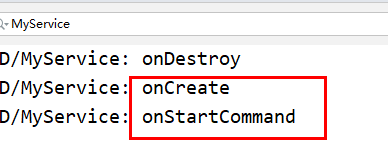 MyService
D/MyService: onDestroy
D/MyService: onCreate
D/MyService: onStartCommand